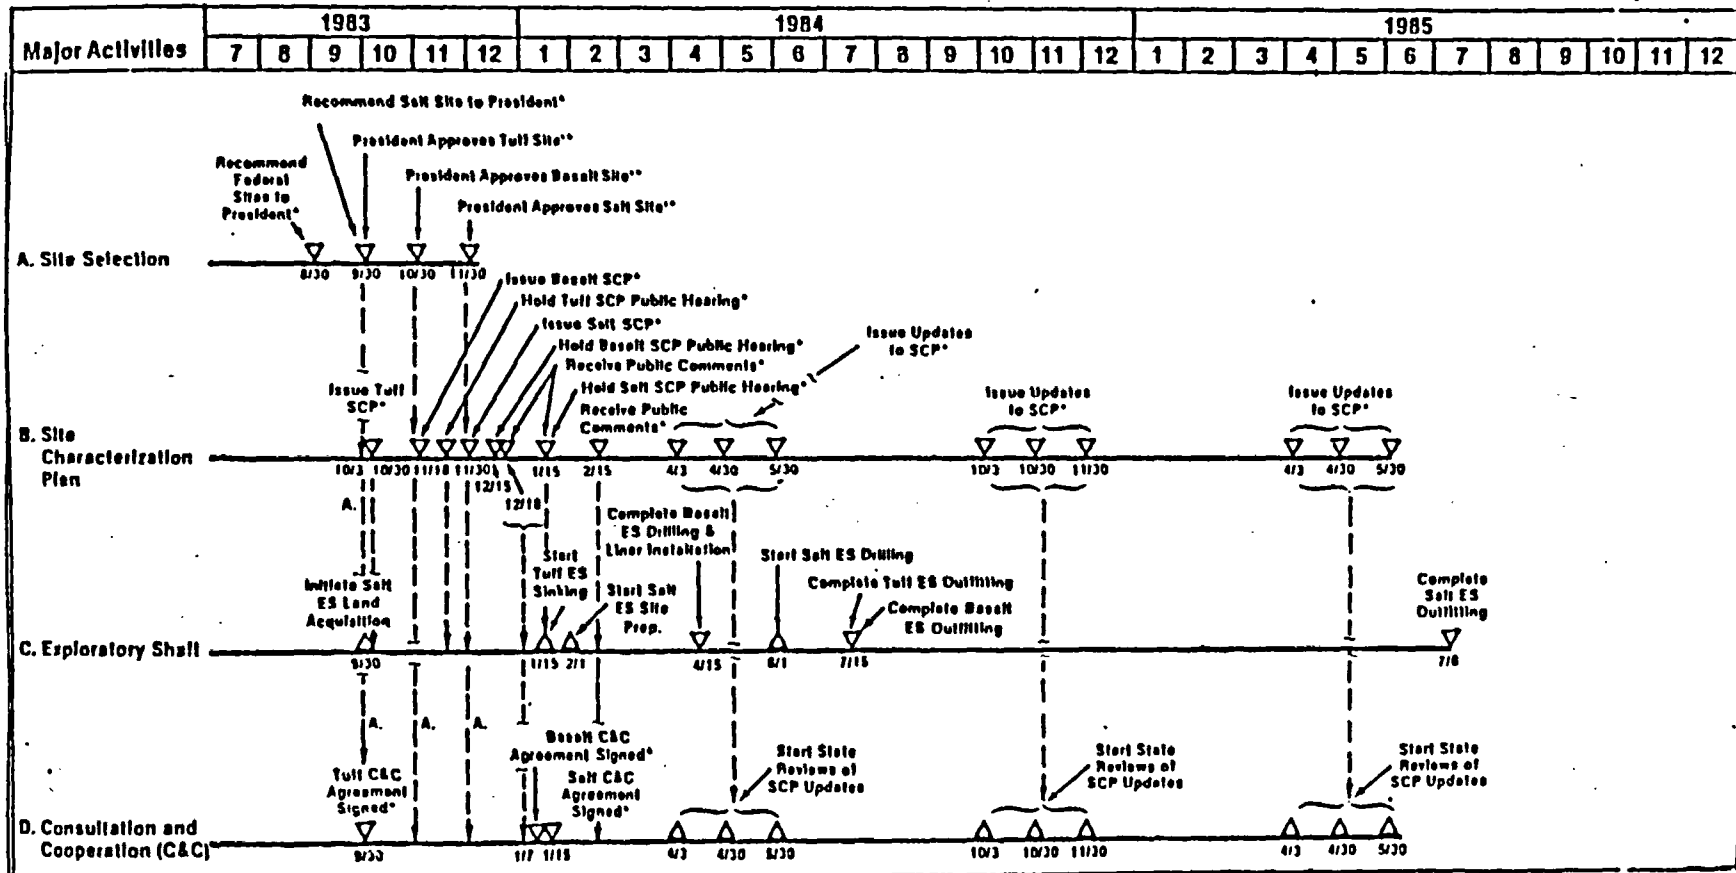 1983
1984
1985
Major Activities
7 8 9 10 11 12 1 2 3 4 5 6 7 8 9 10 11 12 1 2 3 4 5 6 7 8 9 10 11 12
Recommend Salt Site to President*
President Approves Tuff Site**
Recommend
Federal
Sites to
President*
President Approves Basalt Site**
President Approves Salt Site**
A. Site Selection
8/30 9/30 10/30 11/30
Issue Basalt SCP*
Hold Tuff SCP Public Hearing*
Issue Salt SCP*
Hold Basalt SCP Public Hearing*
Receive Public Comments*
Hold Salt SCP Public Hearing*
Receive Public
Comments*
Issue Tuff
SCP*
Issue Updates
to SCP*
Issue Updates
to SCP*
Issue Updates
to SCP*
B. Site
Characterization
Plan
10/3 10/30 11/18 11/30 1/15 2/15 4/3 4/30 5/30 10/3 10/30 11/30 4/3 4/30 5/30
12/15
12/18
A.
Complete Basalt
ES Drilling &
Liner Installation
Start
Tuff ES
Sinking
Start Salt
ES Site
Prep.
Start Salt ES Drilling
Complete Tuff ES Outfitting
Complete Basalt
ES Outfitting
Complete
Salt ES
Outfitting
Initiate Salt
ES Land
Acquisition
C. Exploratory Shaft
9/30 1/15 2/1 4/15 6/1 7/15 7/8
A. A. A.
Basalt C&C
Agreement Signed*
Tuff C&C
Agreement
Signed*
Salt C&C
Agreement
Signed*
Start State
Reviews of
SCP Updates
Start State
Reviews of
SCP Updates
Start State
Reviews of
SCP Updates
D. Consultation and
Cooperation (C&C)
9/30 1/7 1/15 4/3 4/30 5/30 10/3 10/30 11/30 4/3 4/30 5/30